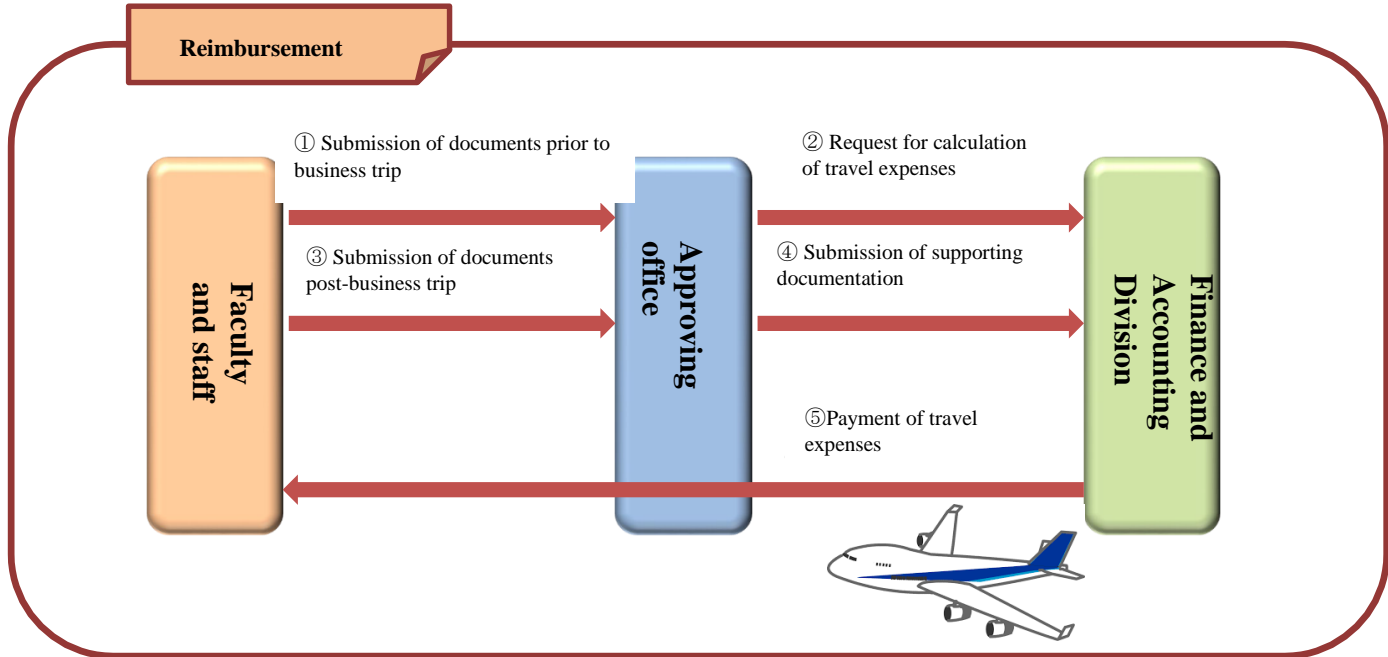 Reimbursement
① Submission of documents prior to
business trip
② Request for calculation
of travel expenses
③ Submission of documents
post-business trip
④ Submission of supporting
documentation
Faculty
and staff
Approving
office
Finance and
Accounting
Division
⑤Payment of travel
expenses